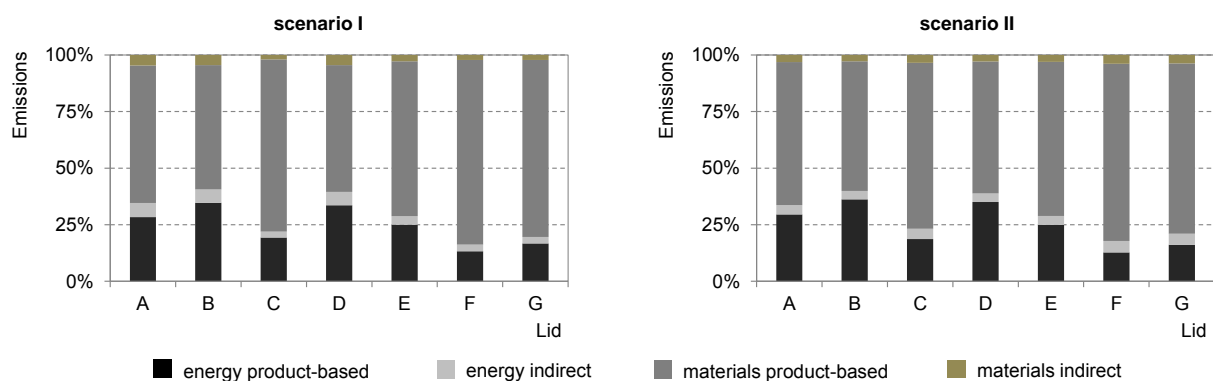 scenario I
scenario II
Emissions
100%
75%
50%
25%
0%
A B C D E F G
Lid
Emissions
100%
75%
50%
25%
0%
A B C D E F G
Lid
energy product-based energy indirect materials product-based materials indirect